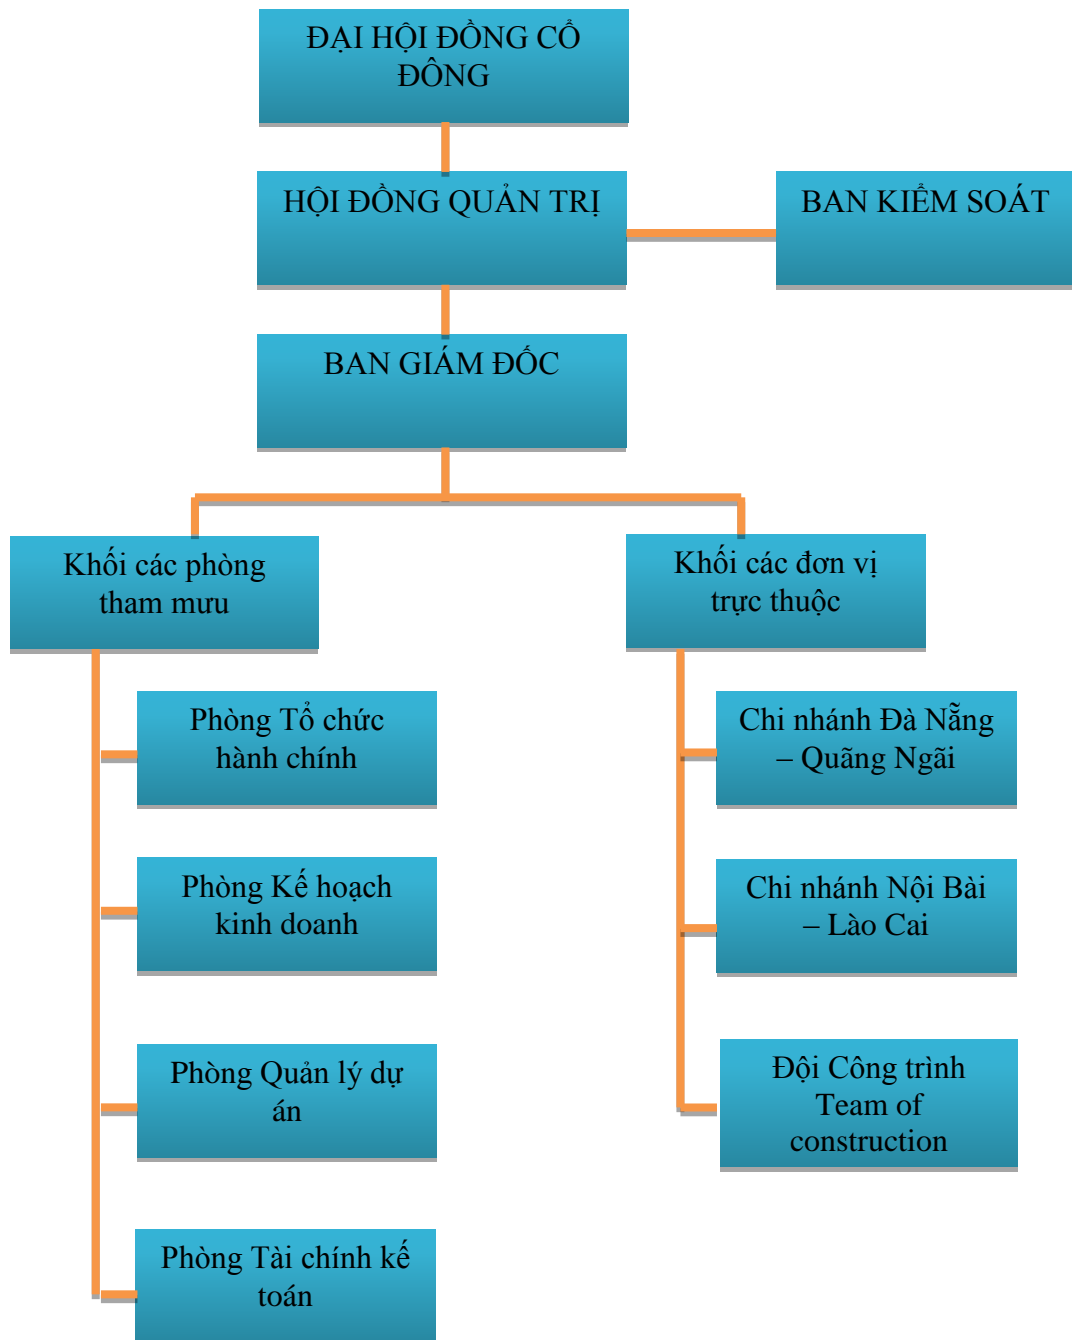 ĐẠI HỘI ĐỒNG CỔ
ĐÔNG
HỘI ĐỒNG QUẢN TRỊ
BAN KIỂM SOÁT
BAN GIÁM ĐỐC
Khối các phòng
tham mưu
Khối các đơn vị
trực thuộc
Phòng Tổ chức
hành chính
Phòng Kế hoạch
kinh doanh
Phòng Quản lý dự
án
Phòng Tài chính kế
toán
Chi nhánh Đà Nẵng
– Quãng Ngãi
Chi nhánh Nội Bài
– Lào Cai
Đội Công trình
Team of
construction